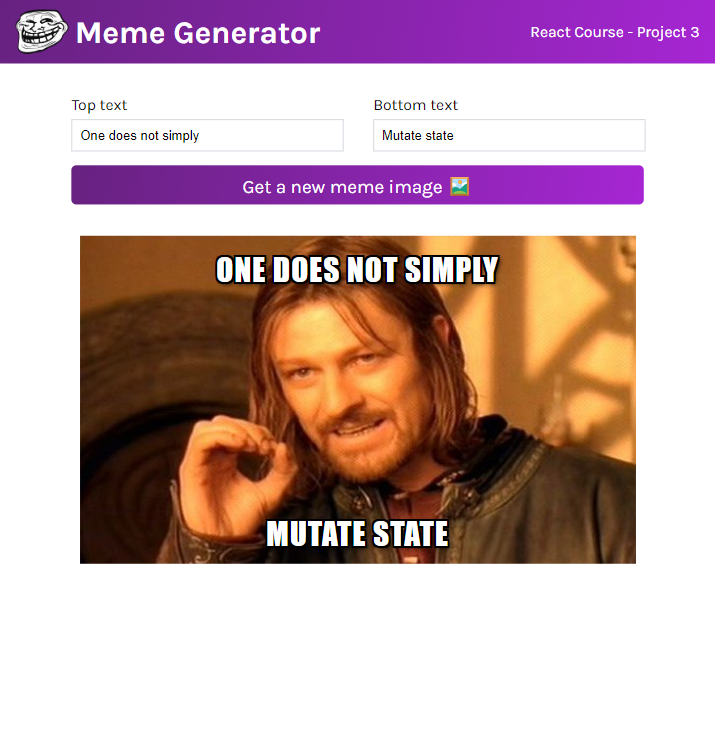 Meme Generator
React Course - Project 3
Top text
Bottom text
One does not simply
Mutate state
Get a new meme image 🖼️
ONE DOES NOT SIMPLY
MUTATE STATE